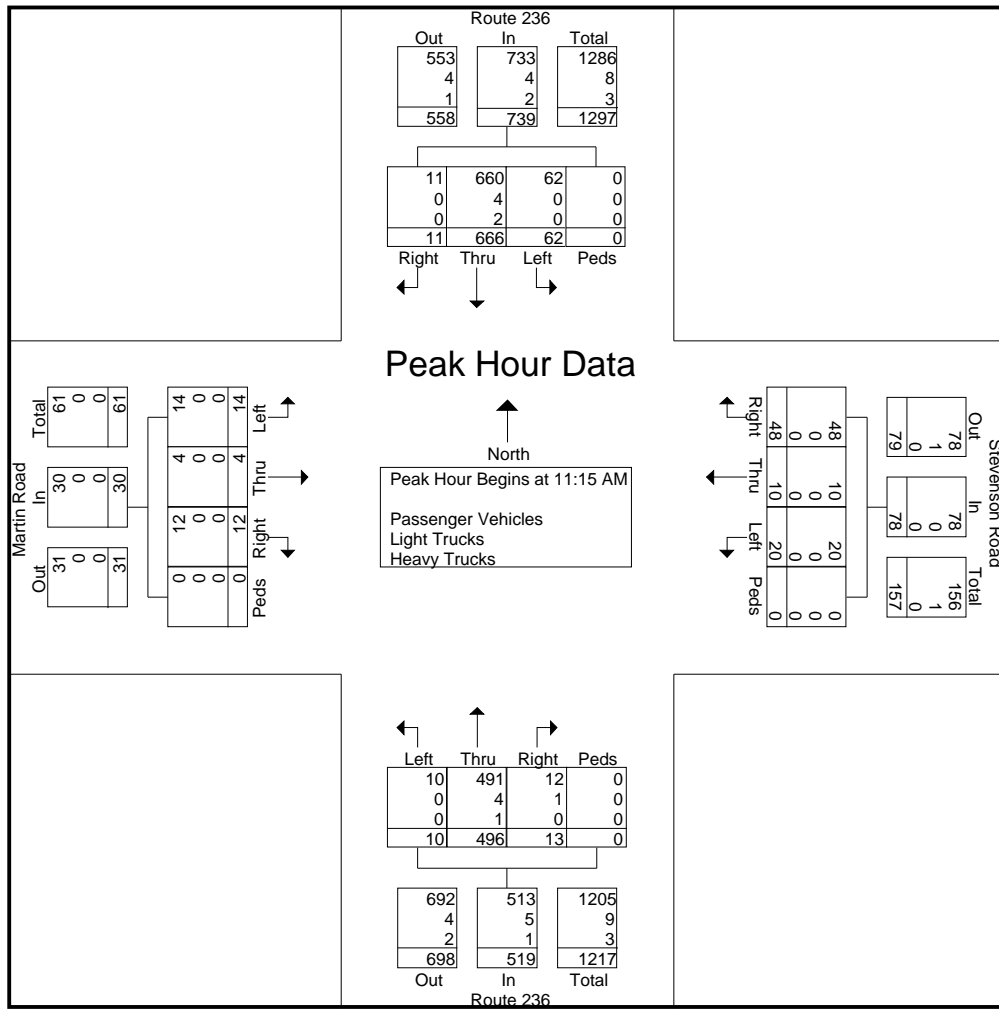 Route 236
Out In Total
553 733 1286
4 4 8
1 2 3
558 739 1297
11 660 62 0
0 4 0 0
0 2 0 0
11 666 62 0
Right Thru Left Peds
Peak Hour Data
North
Peak Hour Begins at 11:15 AM
Passenger Vehicles
Light Trucks
Heavy Trucks
Martin Road
Out In Total
31 30 61
0 0 0
0 0 0
31 30 61
0 12 4 14
0 0 0 0
0 0 0 0
0 12 4 14
Peds Right Thru Left
Stevenson Road
Out In Total
78 78 156
1 0 1
0 0 0
79 78 157
48 10 20 0
0 0 0 0
0 0 0 0
48 10 20 0
Right Thru Left Peds
Left Thru Right Peds
10 491 12 0
0 4 1 0
0 1 0 0
10 496 13 0
692 513 1205
4 5 9
2 1 3
698 519 1217
Out In Total
Route 236